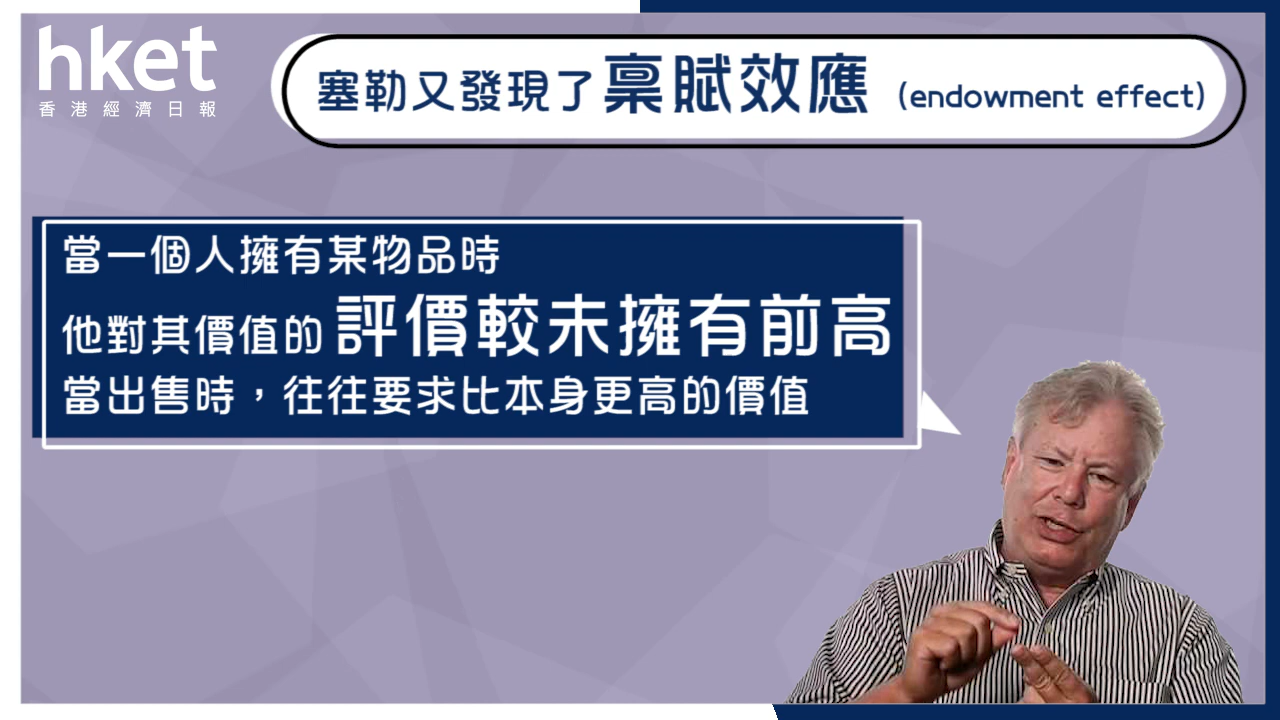 hket
香港經濟日報
塞勒又發現了稟賦效應 (endowment effect)
當一個人擁有某物品時
他對其價值的評價較未擁有前高
當出售時，往往要求比本身更高的價值